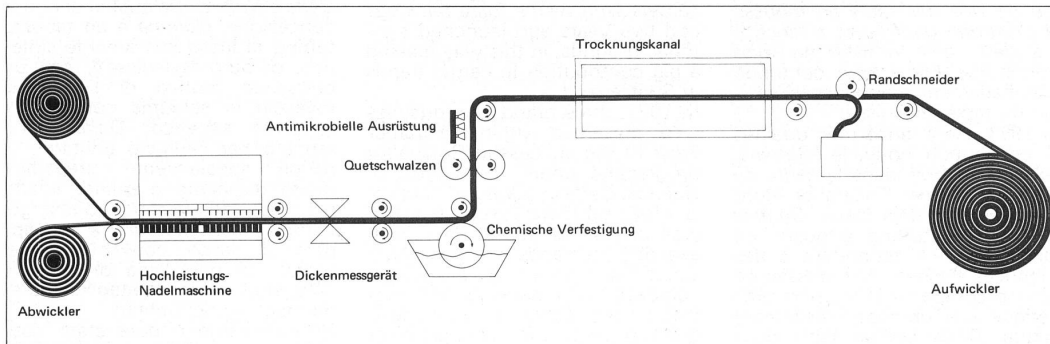 Trocknungskanal
Randschneider
Antimikrobielle Ausrüstung
Quetschwalzen
Chemische Verfestigung
Hochleistungs-
Nadelmaschine
Dickenmessgerät
Abwickler
Aufwickler